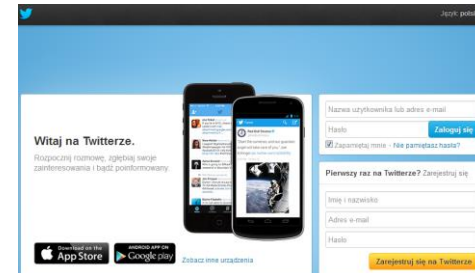 Język: polski
Nazwa użytkownika lub adres e-mail
Hasło
Zaloguj się
Zapamiętaj mnie · Nie pamiętasz hasła?
Witaj na Twitterze.
Rozpocznij rozmowę, zgłębiaj swoje
zainteresowania i bądź poinformowany.
Pierwszy raz na Twitterze? Zarejestruj się
Imię i nazwisko
Adres e-mail
Hasło
Zarejestruj się na Twitterze
Download on the
App Store
ANDROID APP ON
Google play
Zobacz inne urządzenia